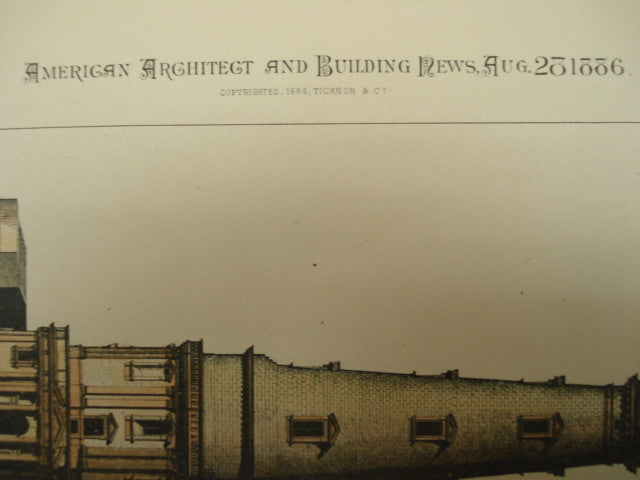 AMERICAN ARCHITECT AND BUILDING NEWS, AUG. 28 1886.
COPYRIGHTED, 1886, TICKNOR & CO.